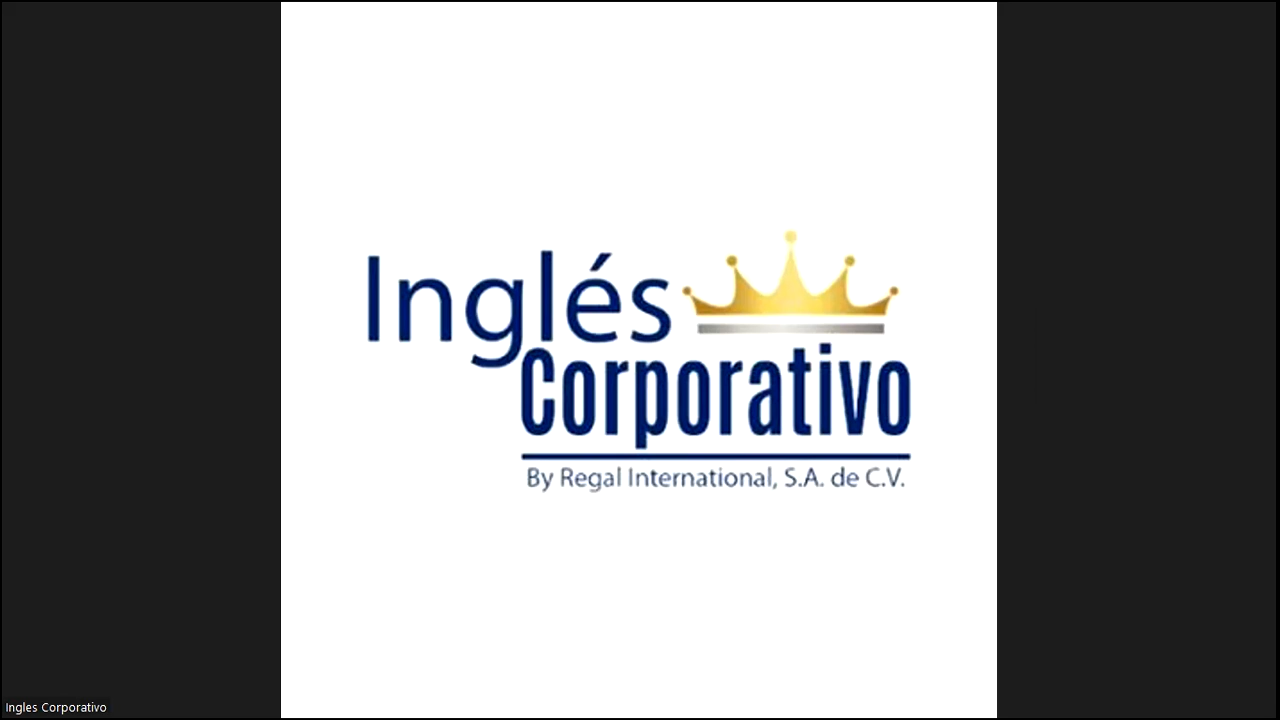 Inglés
Corporativo
By Regal International, S.A. de C.V.
Ingles Corporativo